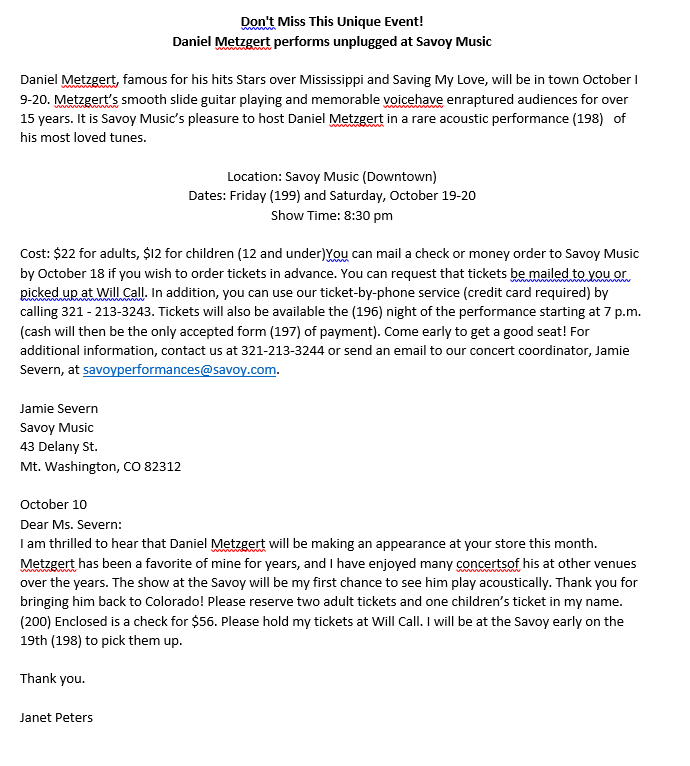 Don't Miss This Unique Event!
Daniel Metzgert performs unplugged at Savoy Music
Daniel Metzgert, famous for his hits Stars over Mississippi and Saving My Love, will be in town October I
9-20. Metzgert’s smooth slide guitar playing and memorable voicehave enraptured audiences for over
15 years. It is Savoy Music’s pleasure to host Daniel Metzgert in a rare acoustic performance (198) of
his most loved tunes.
Location: Savoy Music (Downtown)
Dates: Friday (199) and Saturday, October 19-20
Show Time: 8:30 pm
Cost: $22 for adults, $I2 for children (12 and under)You can mail a check or money order to Savoy Music
by October 18 if you wish to order tickets in advance. You can request that tickets be mailed to you or
picked up at Will Call. In addition, you can use our ticket-by-phone service (credit card required) by
calling 321 - 213-3243. Tickets will also be available the (196) night of the performance starting at 7 p.m.
(cash will then be the only accepted form (197) of payment). Come early to get a good seat! For
additional information, contact us at 321-213-3244 or send an email to our concert coordinator, Jamie
Severn, at savoyperformances@savoy.com.
Jamie Severn
Savoy Music
43 Delany St.
Mt. Washington, CO 82312
October 10
Dear Ms. Severn:
I am thrilled to hear that Daniel Metzgert will be making an appearance at your store this month.
Metzgert has been a favorite of mine for years, and I have enjoyed many concertsof his at other venues
over the years. The show at the Savoy will be my first chance to see him play acoustically. Thank you for
bringing him back to Colorado! Please reserve two adult tickets and one children’s ticket in my name.
(200) Enclosed is a check for $56. Please hold my tickets at Will Call. I will be at the Savoy early on the
19th (198) to pick them up.
Thank you.
Janet Peters